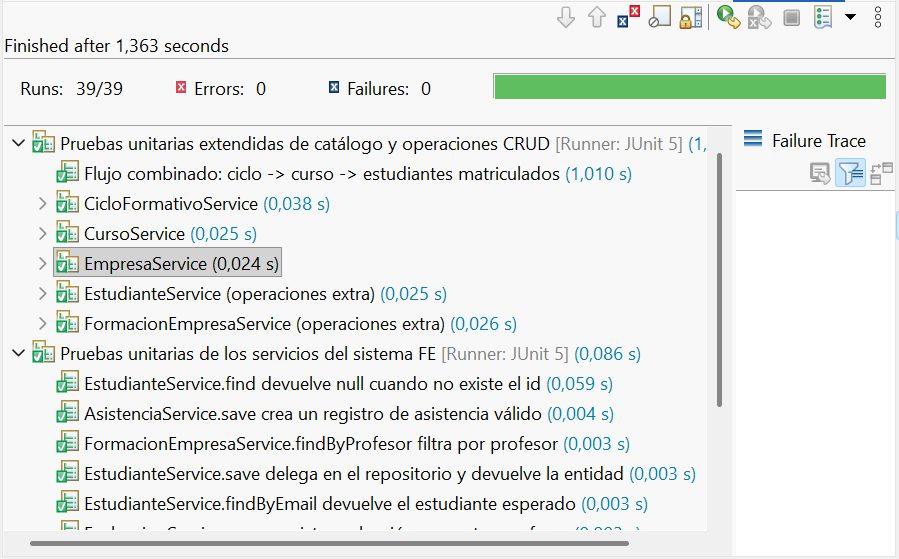 Finished after 1,363 seconds
Runs: 39/39 Errors: 0 Failures: 0
Pruebas unitarias extendidas de catálogo y operaciones CRUD [Runner: JUnit 5] (1,
Failure Trace
Flujo combinado: ciclo -> curso -> estudiantes matriculados (1,010 s)
CicloFormativoService (0,038 s)
CursoService (0,025 s)
EmpresaService (0,024 s)
EstudianteService (operaciones extra) (0,025 s)
FormacionEmpresaService (operaciones extra) (0,026 s)
Pruebas unitarias de los servicios del sistema FE [Runner: JUnit 5] (0,086 s)
EstudianteService.find devuelve null cuando no existe el id (0,059 s)
AsistenciaService.save crea un registro de asistencia válido (0,004 s)
FormacionEmpresaService.findByProfesor filtra por profesor (0,003 s)
EstudianteService.save delega en el repositorio y devuelve la entidad (0,003 s)
EstudianteService.findByEmail devuelve el estudiante esperado (0,003 s)